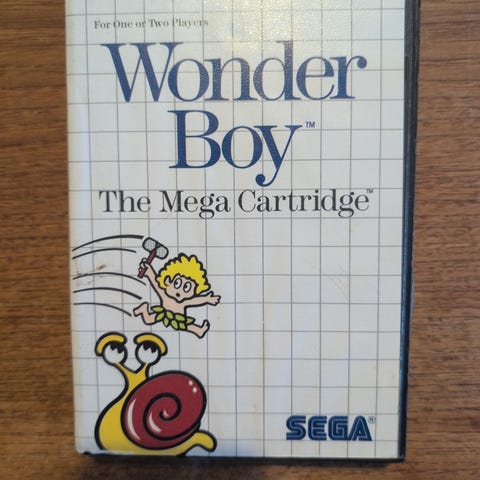 For One or Two Players
Wonder
Boy™
The Mega Cartridge™
SEGA®